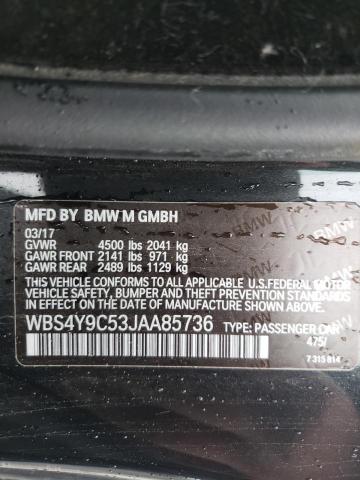 MFD BY BMW M GMBH
03/17
GVWR 4500 lbs 2041 kg
GAWR FRONT 2141 lbs 971 kg
GAWR REAR 2489 lbs 1129 kg
THIS VEHICLE CONFORMS TO ALL APPLICABLE
U.S.FEDERAL MOTOR VEHICLE SAFETY,
BUMPER, AND THEFT PREVENTION STANDARDS IN
EFFECT ON THE DATE OF MANUFACTURE
SHOWN ABOVE.
WBS4Y9C53JAA85736 TYPE: PASSENGER CAR
475/
7 315 814